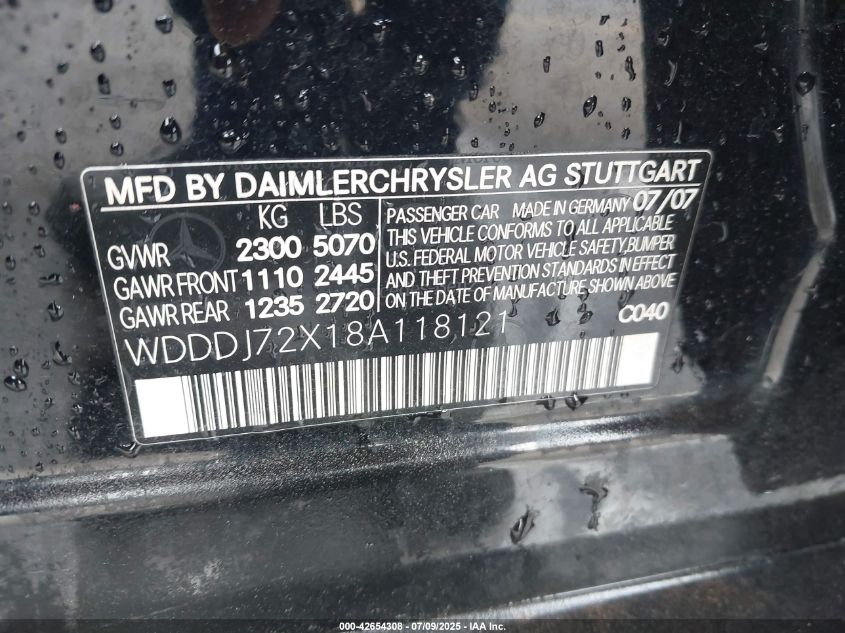 MFD BY DAIMLERCHRYSLER AG STUTTGART
KG LBS
GVWR 2300 5070
GAWR FRONT 1110 2445
GAWR REAR 1235 2720
PASSENGER CAR MADE IN GERMANY 07/07
THIS VEHICLE CONFORMS TO ALL APPLICABLE
U.S. FEDERAL MOTOR VEHICLE SAFETY,BUMPER
AND THEFT PREVENTION STANDARDS IN EFFECT
ON THE DATE OF MANUFACTURE SHOWN ABOVE
C040
WDDDJ72X18A118121
000-42654308 | 07/09/2025 - IAA Inc.